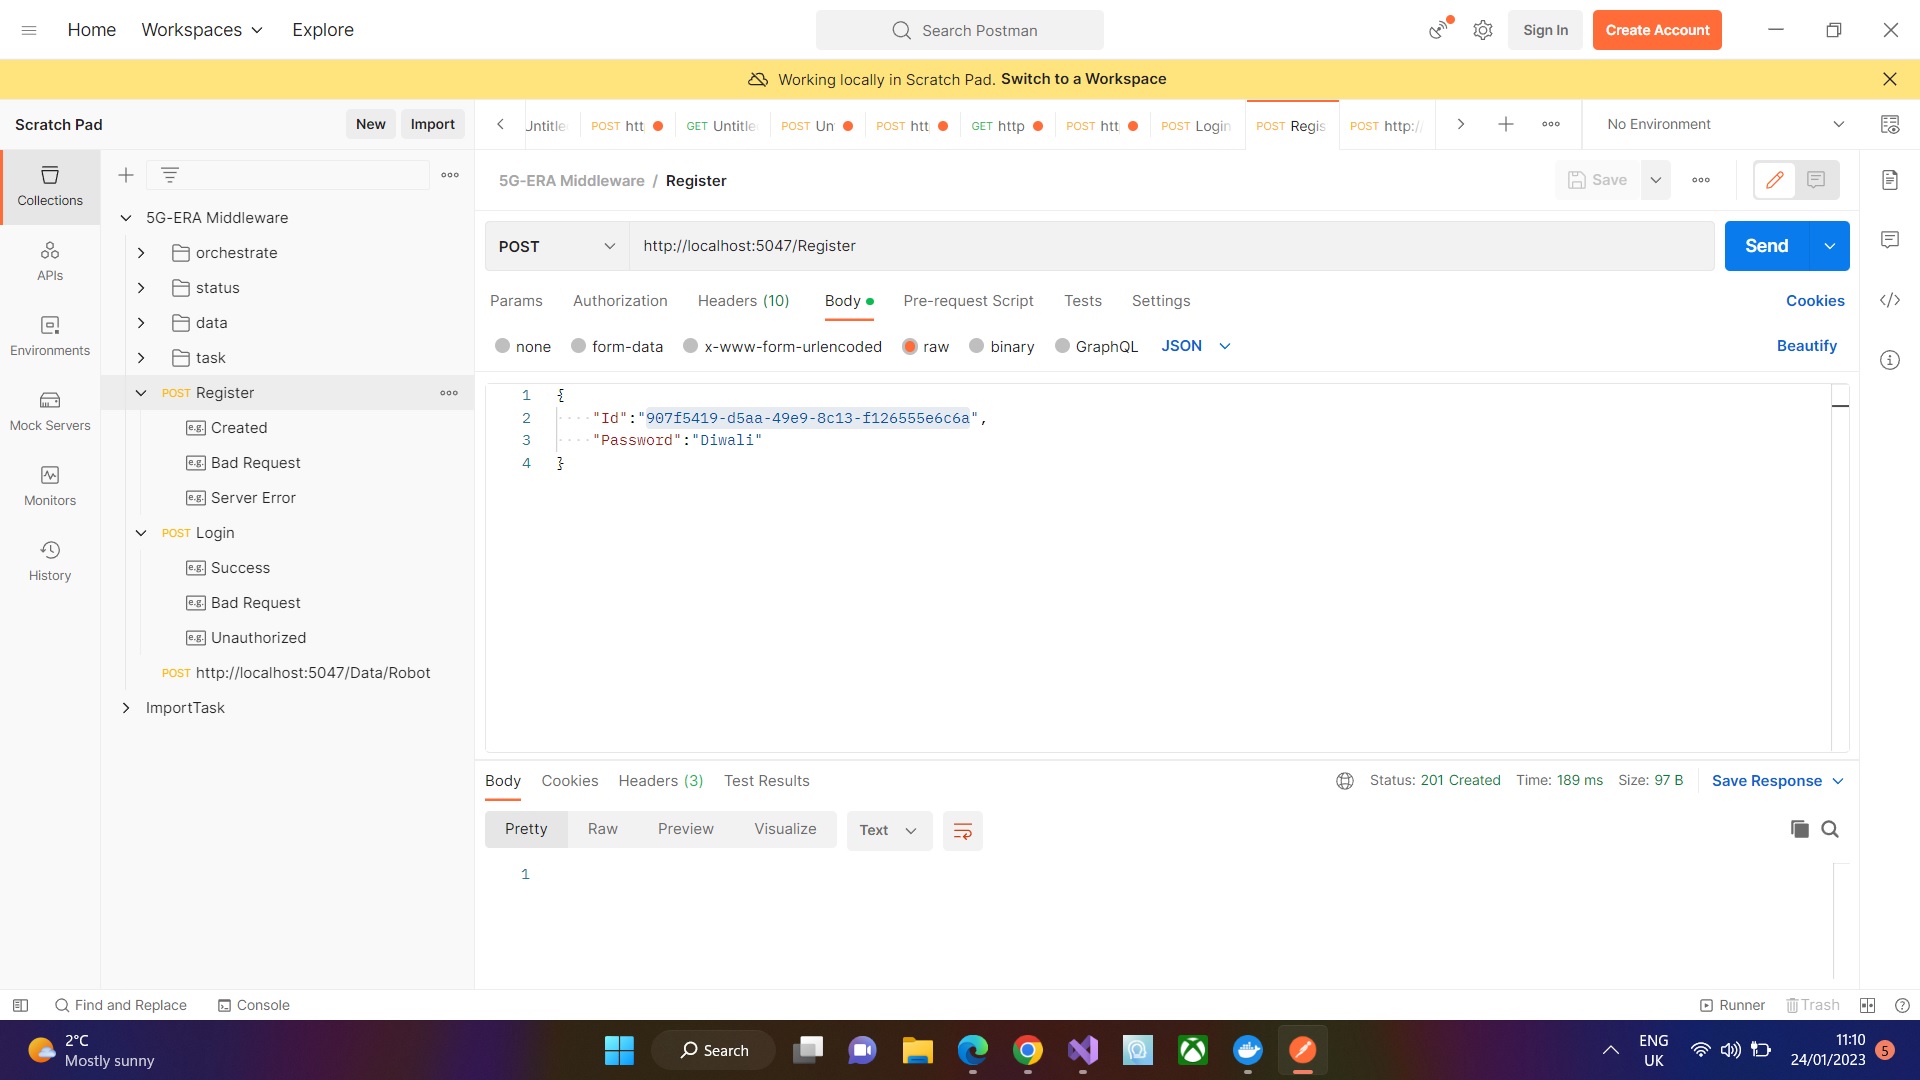 Home Workspaces Explore Search Postman Sign In Create Account
Working locally in Scratch Pad. Switch to a Workspace
Scratch Pad New Import
Untitle POST htt GET Untitle POST Un POST htt GET http POST htt POST Login POST Regis POST http:/ No Environment
Collections
APIs
Environments
Mock Servers
Monitors
History
5G-ERA Middleware
orchestrate
status
data
task
POST Register
e.g. Created
e.g. Bad Request
e.g. Server Error
POST Login
e.g. Success
e.g. Bad Request
e.g. Unauthorized
POST http://localhost:5047/Data/Robot
ImportTask
5G-ERA Middleware / Register Save
POST http://localhost:5047/Register Send
Params Authorization Headers (10) Body Pre-request Script Tests Settings Cookies
none form-data x-www-form-urlencoded raw binary GraphQL JSON Beautify
1 {
2 "Id":"907f5419-d5aa-49e9-8c13-f126555e6c6a",
3 "Password":"Diwali"
4 }
Body Cookies Headers (3) Test Results Status: 201 Created Time: 189 ms Size: 97 B Save Response
Pretty Raw Preview Visualize Text
1
Find and Replace Console Runner Trash
2°C
Mostly sunny
Search
ENG
UK
11:10
24/01/2023
5